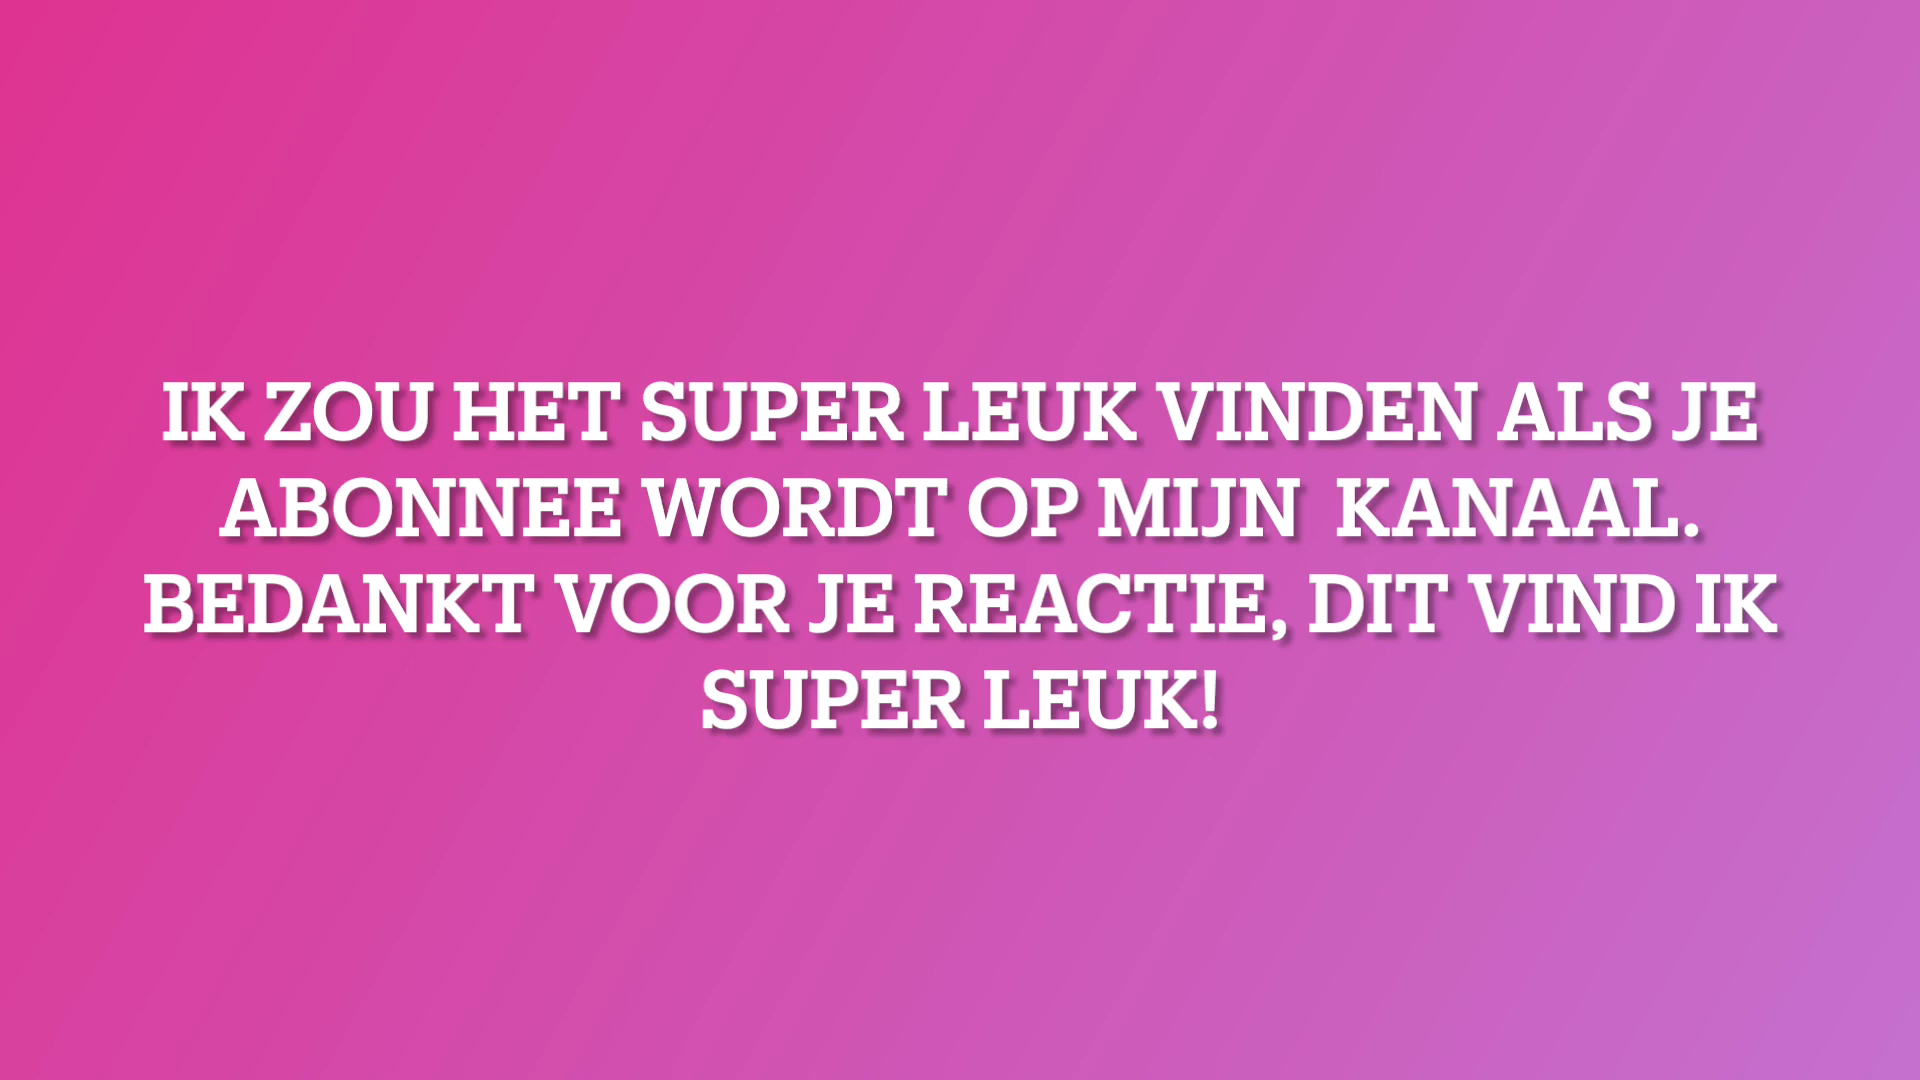 IK ZOU HET SUPER LEUK VINDEN ALS JE
ABONNEE WORDT OP MIJN  KANAAL.
BEDANKT VOOR JE REACTIE, DIT VIND IK
SUPER LEUK!